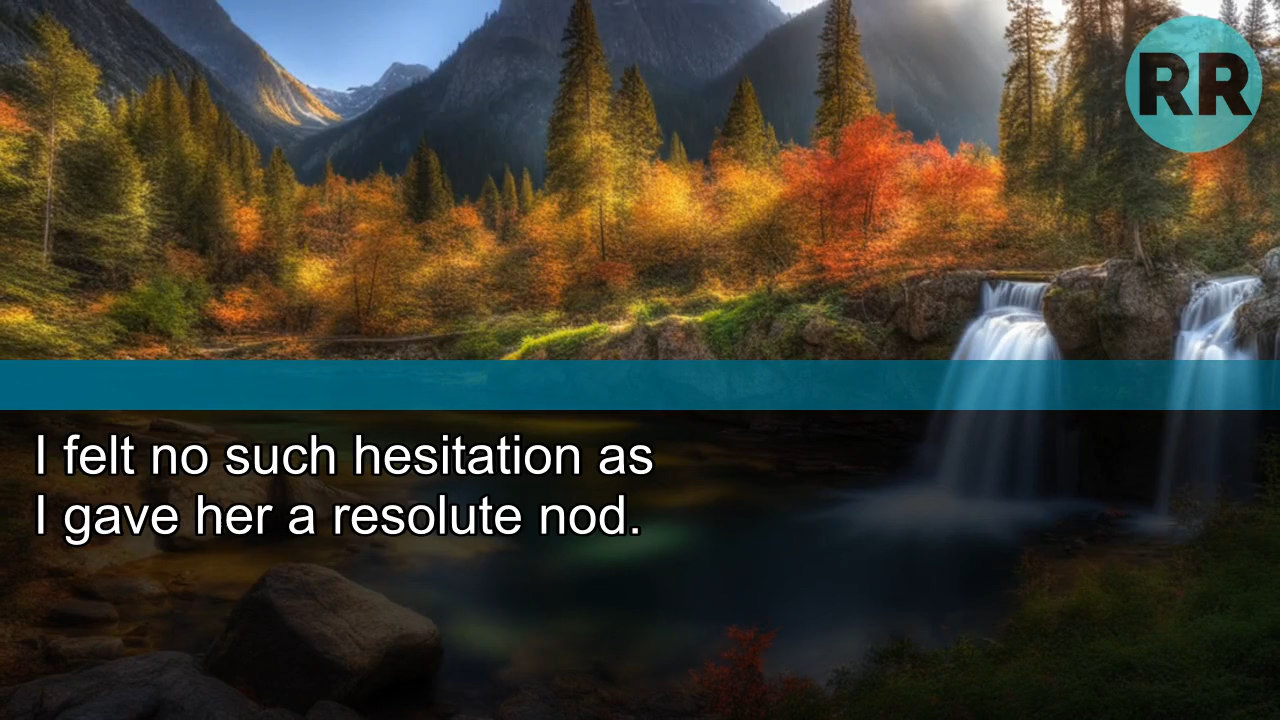 RR
I felt no such hesitation as
I gave her a resolute nod.